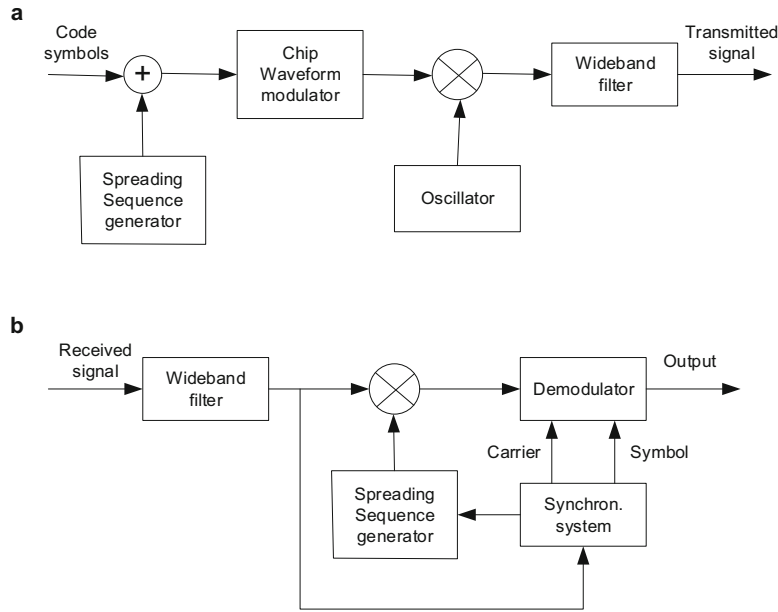 a
Code
symbols
+
Chip
Waveform
modulator
Wideband
filter
Transmitted
signal
Spreading
Sequence
generator
Oscillator
b
Received
signal
Wideband
filter
Demodulator
Output
Carrier
Symbol
Spreading
Sequence
generator
Synchron.
system